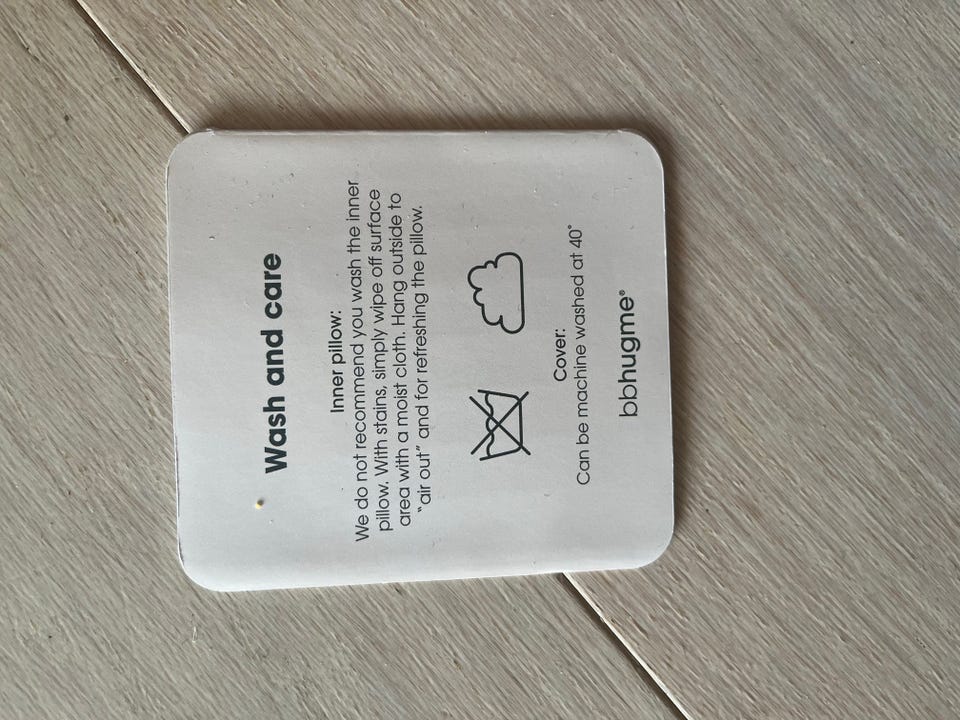 Wash and care
Inner pillow:
We do not recommend you wash the inner
pillow. With stains, simply wipe off surface
area with a moist cloth. Hang outside to
“air out” and for refreshing the pillow.
Cover:
Can be machine washed at 40°
bbhugme®